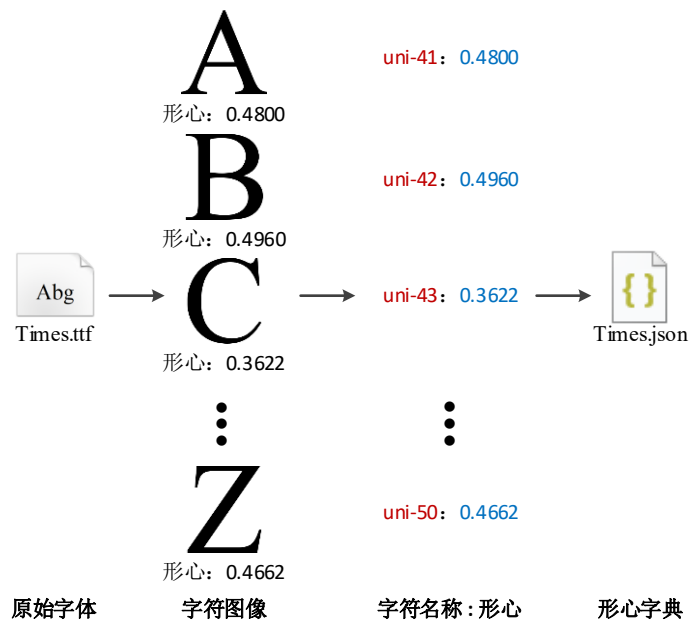 A
形心：0.4800
uni-41：0.4800
B
形心：0.4960
uni-42：0.4960
Abg
Times.ttf
C
形心：0.3622
uni-43：0.3622
{}
Times.json
Z
形心：0.4662
uni-50：0.4662
原始字体
字符图像
字符名称 : 形心
形心字典